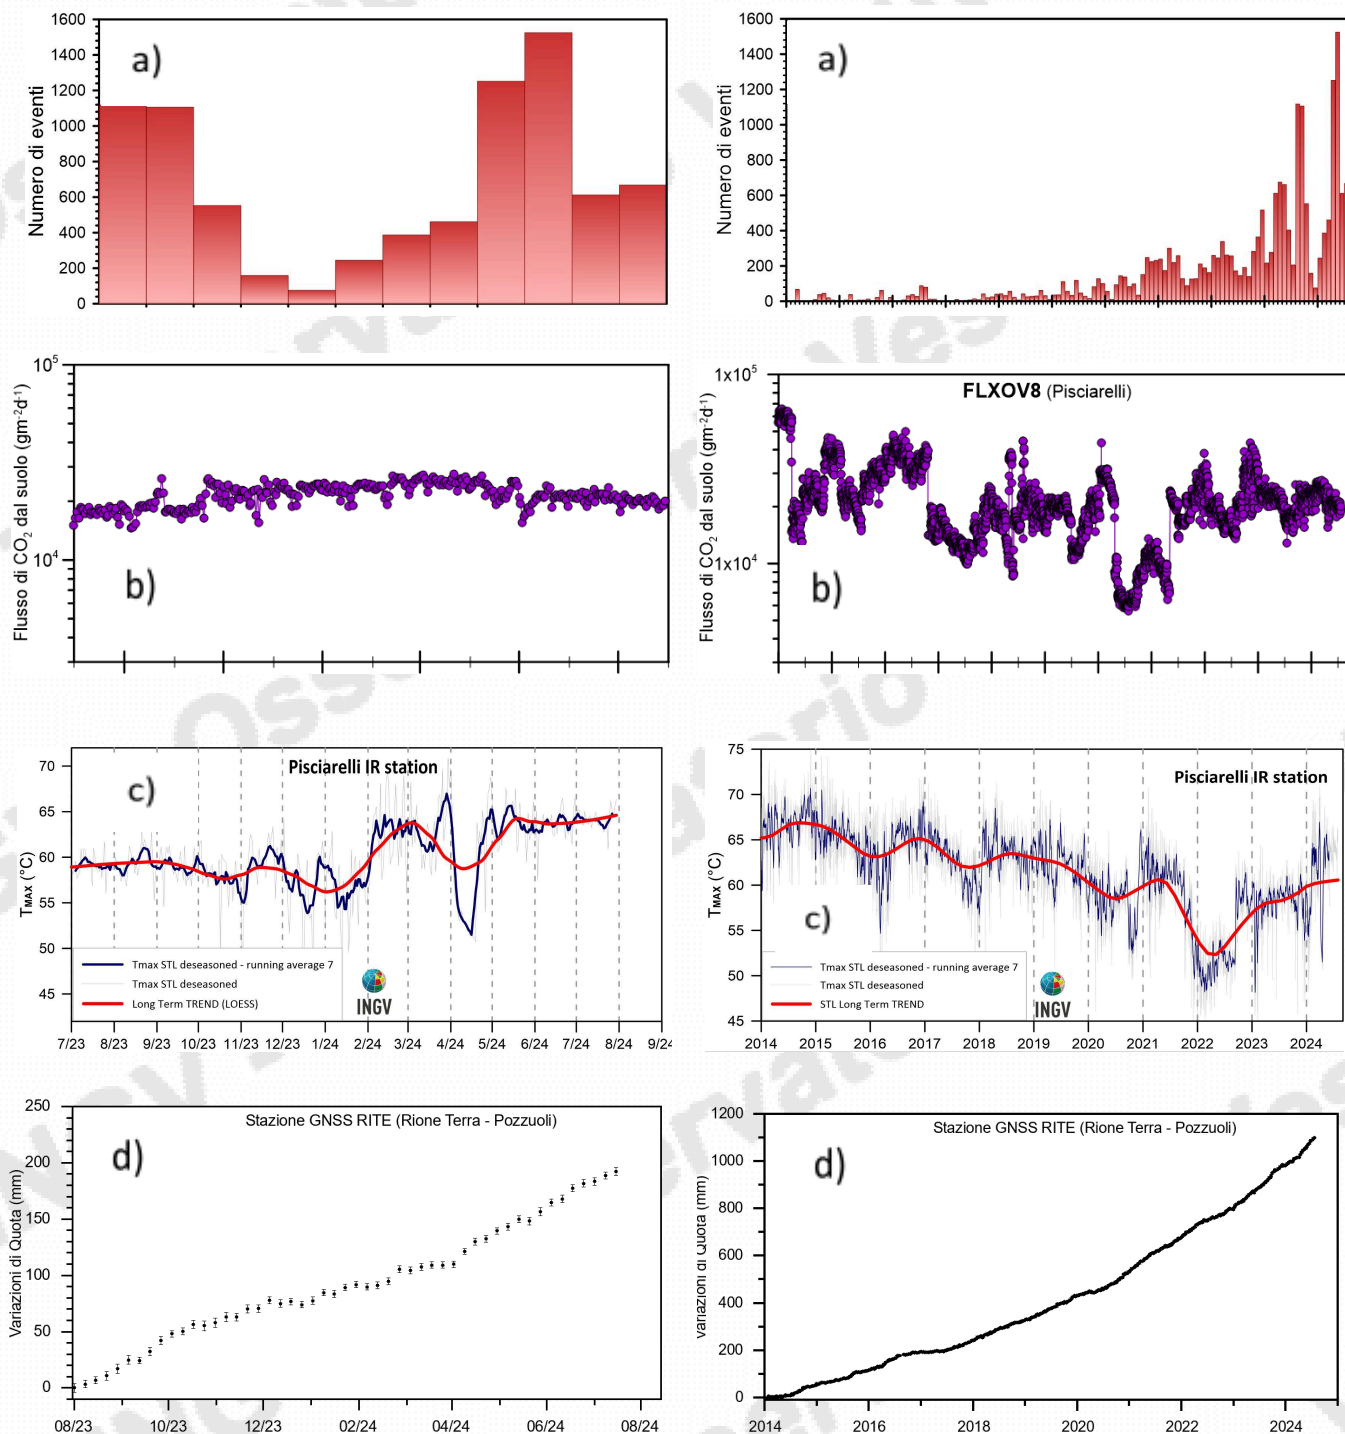 1600
1400
1200
1000
800
600
400
200
0
Numero di eventi
a)
1600
1400
1200
1000
800
600
400
200
0
Numero di eventi
a)
10⁵
10⁴
Flusso di CO₂ dal suolo (gm⁻²d⁻¹)
b)
1x10⁵
1x10⁴
Flusso di CO₂ dal suolo (gm⁻²d⁻¹)
FLXOV8 (Pisciarelli)
b)
70
65
60
55
50
45
TMAX (°C)
c)
Pisciarelli IR station
Tmax STL deseasoned - running average 7
Tmax STL deseasoned
Long Term TREND (LOESS)
INGV
7/23 8/23 9/23 10/23 11/23 12/23 1/24 2/24 3/24 4/24 5/24 6/24 7/24 8/24 9/24
75
70
65
60
55
50
45
TMAX (°C)
Pisciarelli IR station
c)
Tmax STL deseasoned - running average 7
Tmax STL deseasoned
STL Long Term TREND
INGV
2014 2015 2016 2017 2018 2019 2020 2021 2022 2023 2024
250
200
150
100
50
0
Variazioni di Quota (mm)
Stazione GNSS RITE (Rione Terra - Pozzuoli)
d)
08/23 10/23 12/23 02/24 04/24 06/24 08/24
1200
1000
800
600
400
200
0
Variazioni di Quota (mm)
Stazione GNSS RITE (Rione Terra - Pozzuoli)
d)
2014 2016 2018 2020 2022 2024